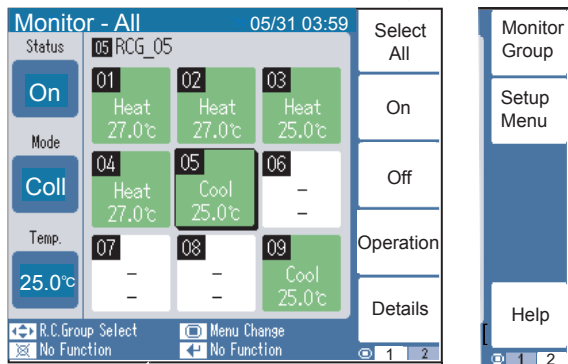 Monitor - All 05/31 03:59
Status
05 RCG_05
On
Mode
Coll
Temp.
25.0℃
01
Heat
27.0℃
02
Heat
27.0℃
03
Heat
25.0℃
04
Heat
27.0℃
05
Cool
25.0℃
06
–
–
07
–
–
08
–
–
09
Cool
25.0℃
R.C.Group Select
Menu Change
No Function
No Function
Select
All
On
Off
Operation
Details
1 2
Monitor
Group
Setup
Menu
Help
[
1 2